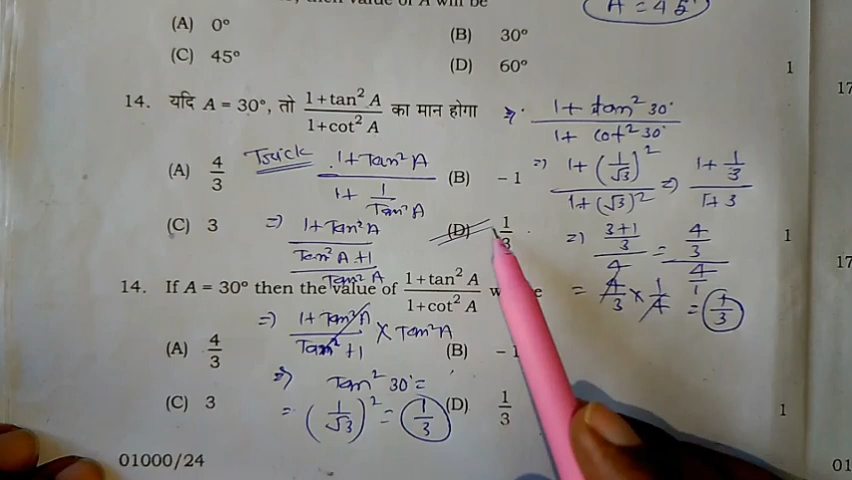 then value of A will be
A = 45°
(A) 0° (B) 30°
(C) 45° (D) 60°
1
14. यदि A = 30°, तो (1+tan² A)/(1+cot² A) का मान होगा
⇒ (1 + tan² 30°)/(1 + cot² 30°)
(A) 4/3 (B) – 1
Trick (1 + Tan² A)/(1 + 1/Tan² A)
⇒ (1 + (1/√3)²)/(1 + (√3)²) ⇒ (1 + 1/3)/(1+3)
(C) 3 (D) 1/3
1
⇒ (1 + Tan² A)/((Tan² A + 1)/Tan² A)
⇒ ((3+1)/3)/4 = (4/3)/(4/1)
= 4/3 × 1/4 = 1/3
14. If A = 30° then the value of (1+tan² A)/(1+cot² A)
⇒ (1 + Tan² A)/(Tan² + 1) × Tan² A
(A) 4/3 (B) – 1
⇒ Tan² 30° =
(C) 3 (D) 1/3
= (1/√3)² = 1/3
1
01000/24
17
17
01